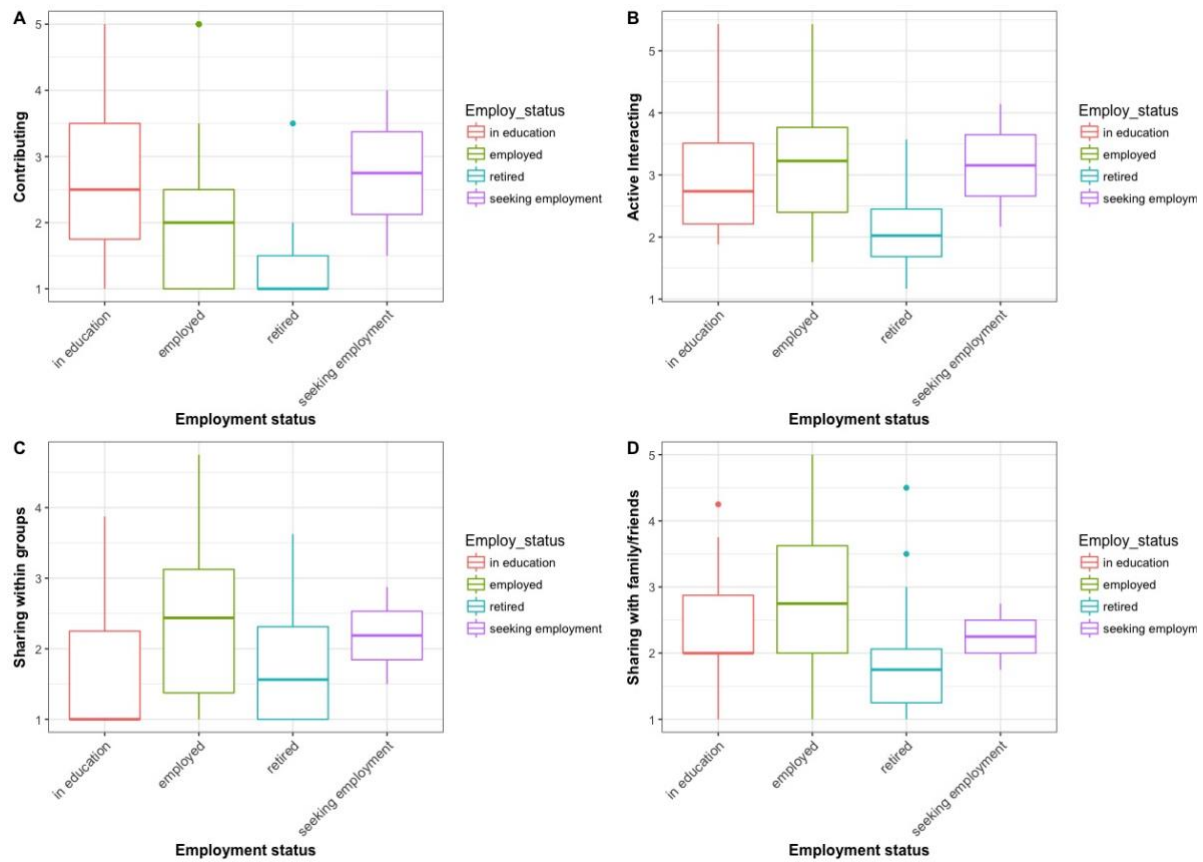 A
Contributing
5
4
3
2
1
in education
employed
retired
seeking employment
Employment status
Employ_status
in education
employed
retired
seeking employment
B
Active Interacting
5
4
3
2
1
in education
employed
retired
seeking employment
Employment status
Employ_status
in education
employed
retired
seeking employm
C
Sharing within groups
4
3
2
1
in education
employed
retired
seeking employment
Employment status
Employ_status
in education
employed
retired
seeking employment
D
Sharing with family/friends
5
4
3
2
1
in education
employed
retired
seeking employment
Employment status
Employ_status
in education
employed
retired
seeking employm